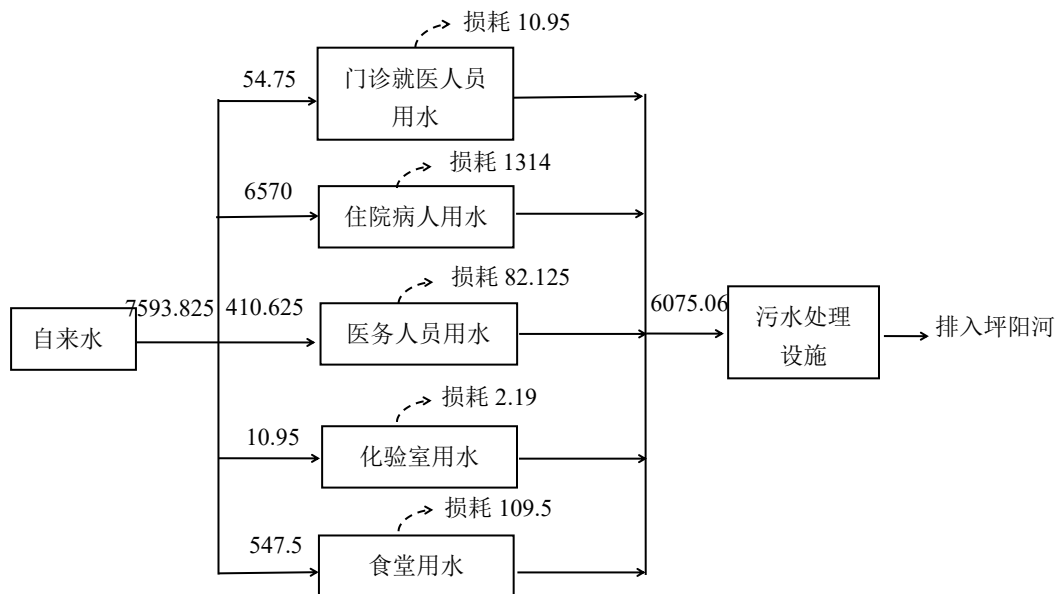 损耗 10.95
54.75
门诊就医人员
用水
损耗 1314
6570
住院病人用水
损耗 82.125
7593.825
410.625
医务人员用水
6075.06
污水处理
设施
自来水
排入坪阳河
损耗 2.19
10.95
化验室用水
损耗 109.5
547.5
食堂用水